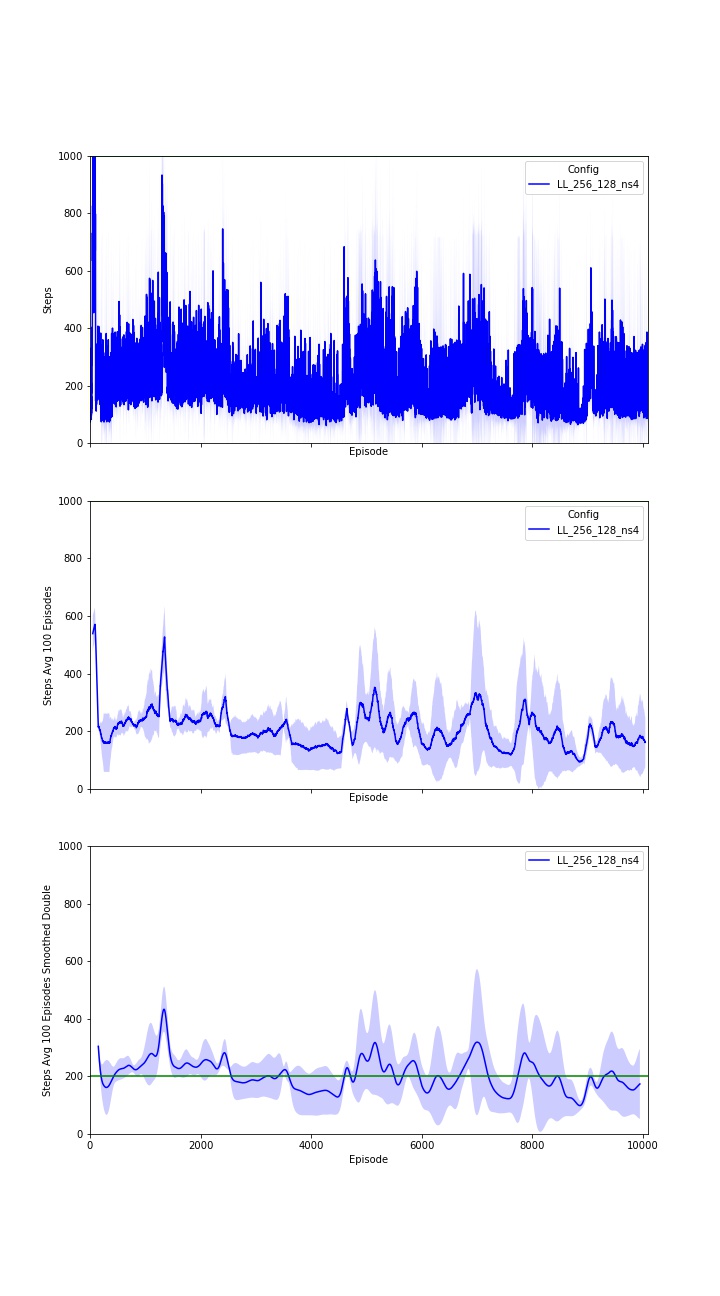 1000
800
600
400
200
0
Steps
Config
LL_256_128_ns4
Episode
1000
800
600
400
200
0
Steps Avg 100 Episodes
Config
LL_256_128_ns4
Episode
1000
800
600
400
200
0
Steps Avg 100 Episodes Smoothed Double
LL_256_128_ns4
0 2000 4000 6000 8000 10000
Episode